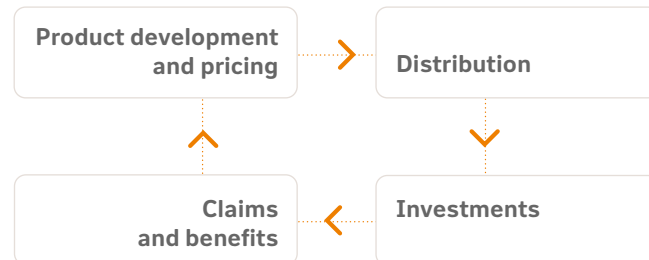 Product development
and pricing
Distribution
Claims
and benefits
Investments